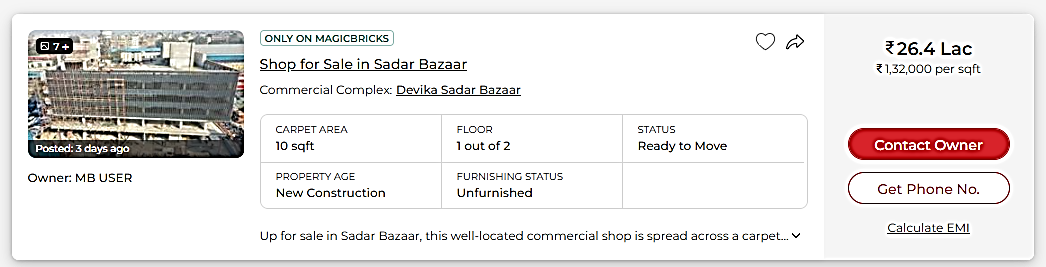 7+
Posted: 3 days ago
Owner: MB USER
ONLY ON MAGICBRICKS
Shop for Sale in Sadar Bazaar
Commercial Complex: Devika Sadar Bazaar
CARPET AREA
10 sqft
FLOOR
1 out of 2
STATUS
Ready to Move
PROPERTY AGE
New Construction
FURNISHING STATUS
Unfurnished
Up for sale in Sadar Bazaar, this well-located commercial shop is spread across a carpet...
₹26.4 Lac
₹1,32,000 per sqft
Contact Owner
Get Phone No.
Calculate EMI